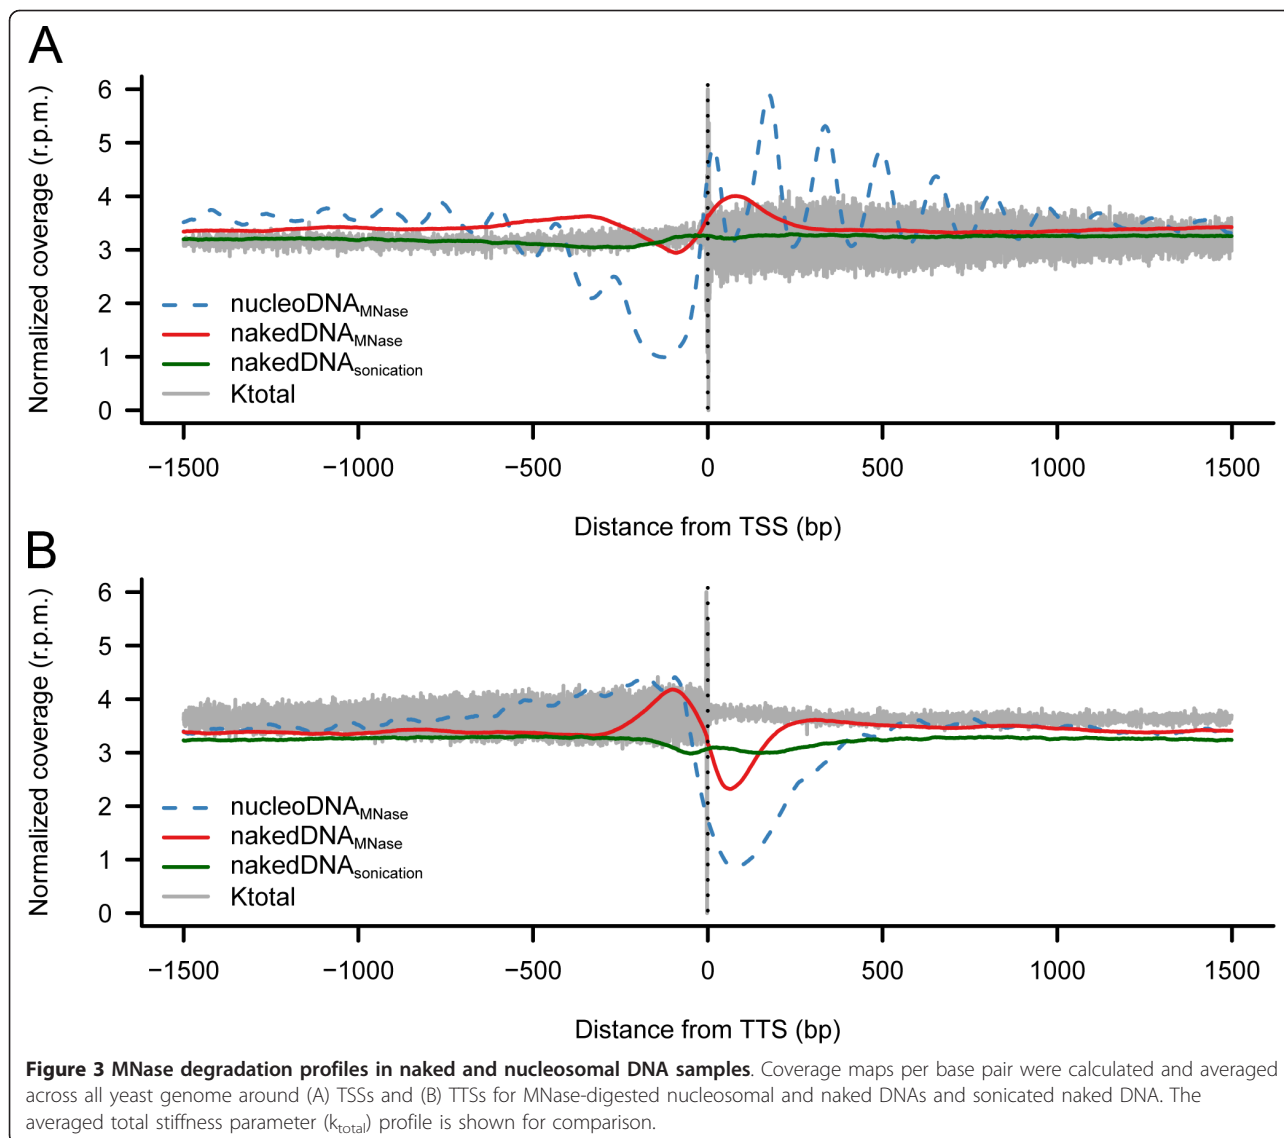 A
Normalized coverage (r.p.m.)
6
5
4
3
2
1
0
nucleoDNAMNase
nakedDNAMNase
nakedDNAsonication
Ktotal
−1500 −1000 −500 0 500 1000 1500
Distance from TSS (bp)
B
Normalized coverage (r.p.m.)
6
5
4
3
2
1
0
nucleoDNAMNase
nakedDNAMNase
nakedDNAsonication
Ktotal
−1500 −1000 −500 0 500 1000 1500
Distance from TTS (bp)
Figure 3 MNase degradation profiles in naked and nucleosomal DNA samples. Coverage maps per base pair were calculated and averaged
across all yeast genome around (A) TSSs and (B) TTSs for MNase-digested nucleosomal and naked DNAs and sonicated naked DNA. The
averaged total stiffness parameter (ktotal) profile is shown for comparison.